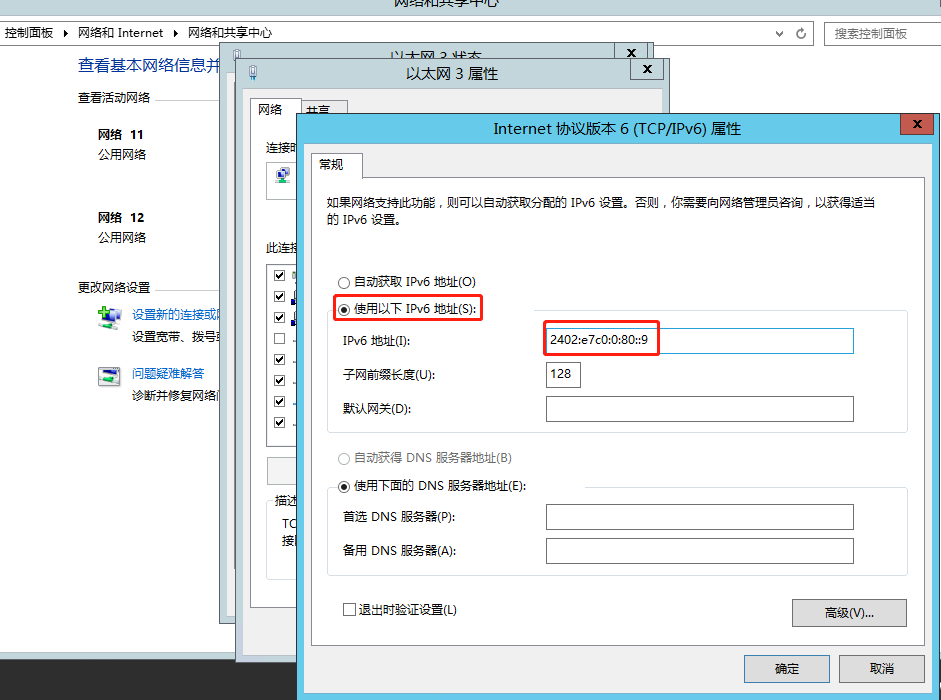 网络和共享中心
控制面板 ▸ 网络和 Internet ▸ 网络和共享中心
搜索控制面板
查看基本网络信息并
查看活动网络
网络 11
公用网络
网络 12
公用网络
更改网络设置
设置新的连接或
设置宽带、拨号
问题疑难解答
诊断并修复网络
以太网 3 状态
以太网 3 属性
网络
共享
连接时
此连接
描述
TC
接
Internet 协议版本 6 (TCP/IPv6) 属性
常规
如果网络支持此功能，则可以自动获取分配的 IPv6 设置。否则，你需要向网络管理员咨询，以获得适当
的 IPv6 设置。
自动获取 IPv6 地址(O)
使用以下 IPv6 地址(S):
IPv6 地址(I):
2402:e7c0:0:80::9
子网前缀长度(U):
128
默认网关(D):
自动获得 DNS 服务器地址(B)
使用下面的 DNS 服务器地址(E):
首选 DNS 服务器(P):
备用 DNS 服务器(A):
退出时验证设置(L)
高级(V)...
确定
取消